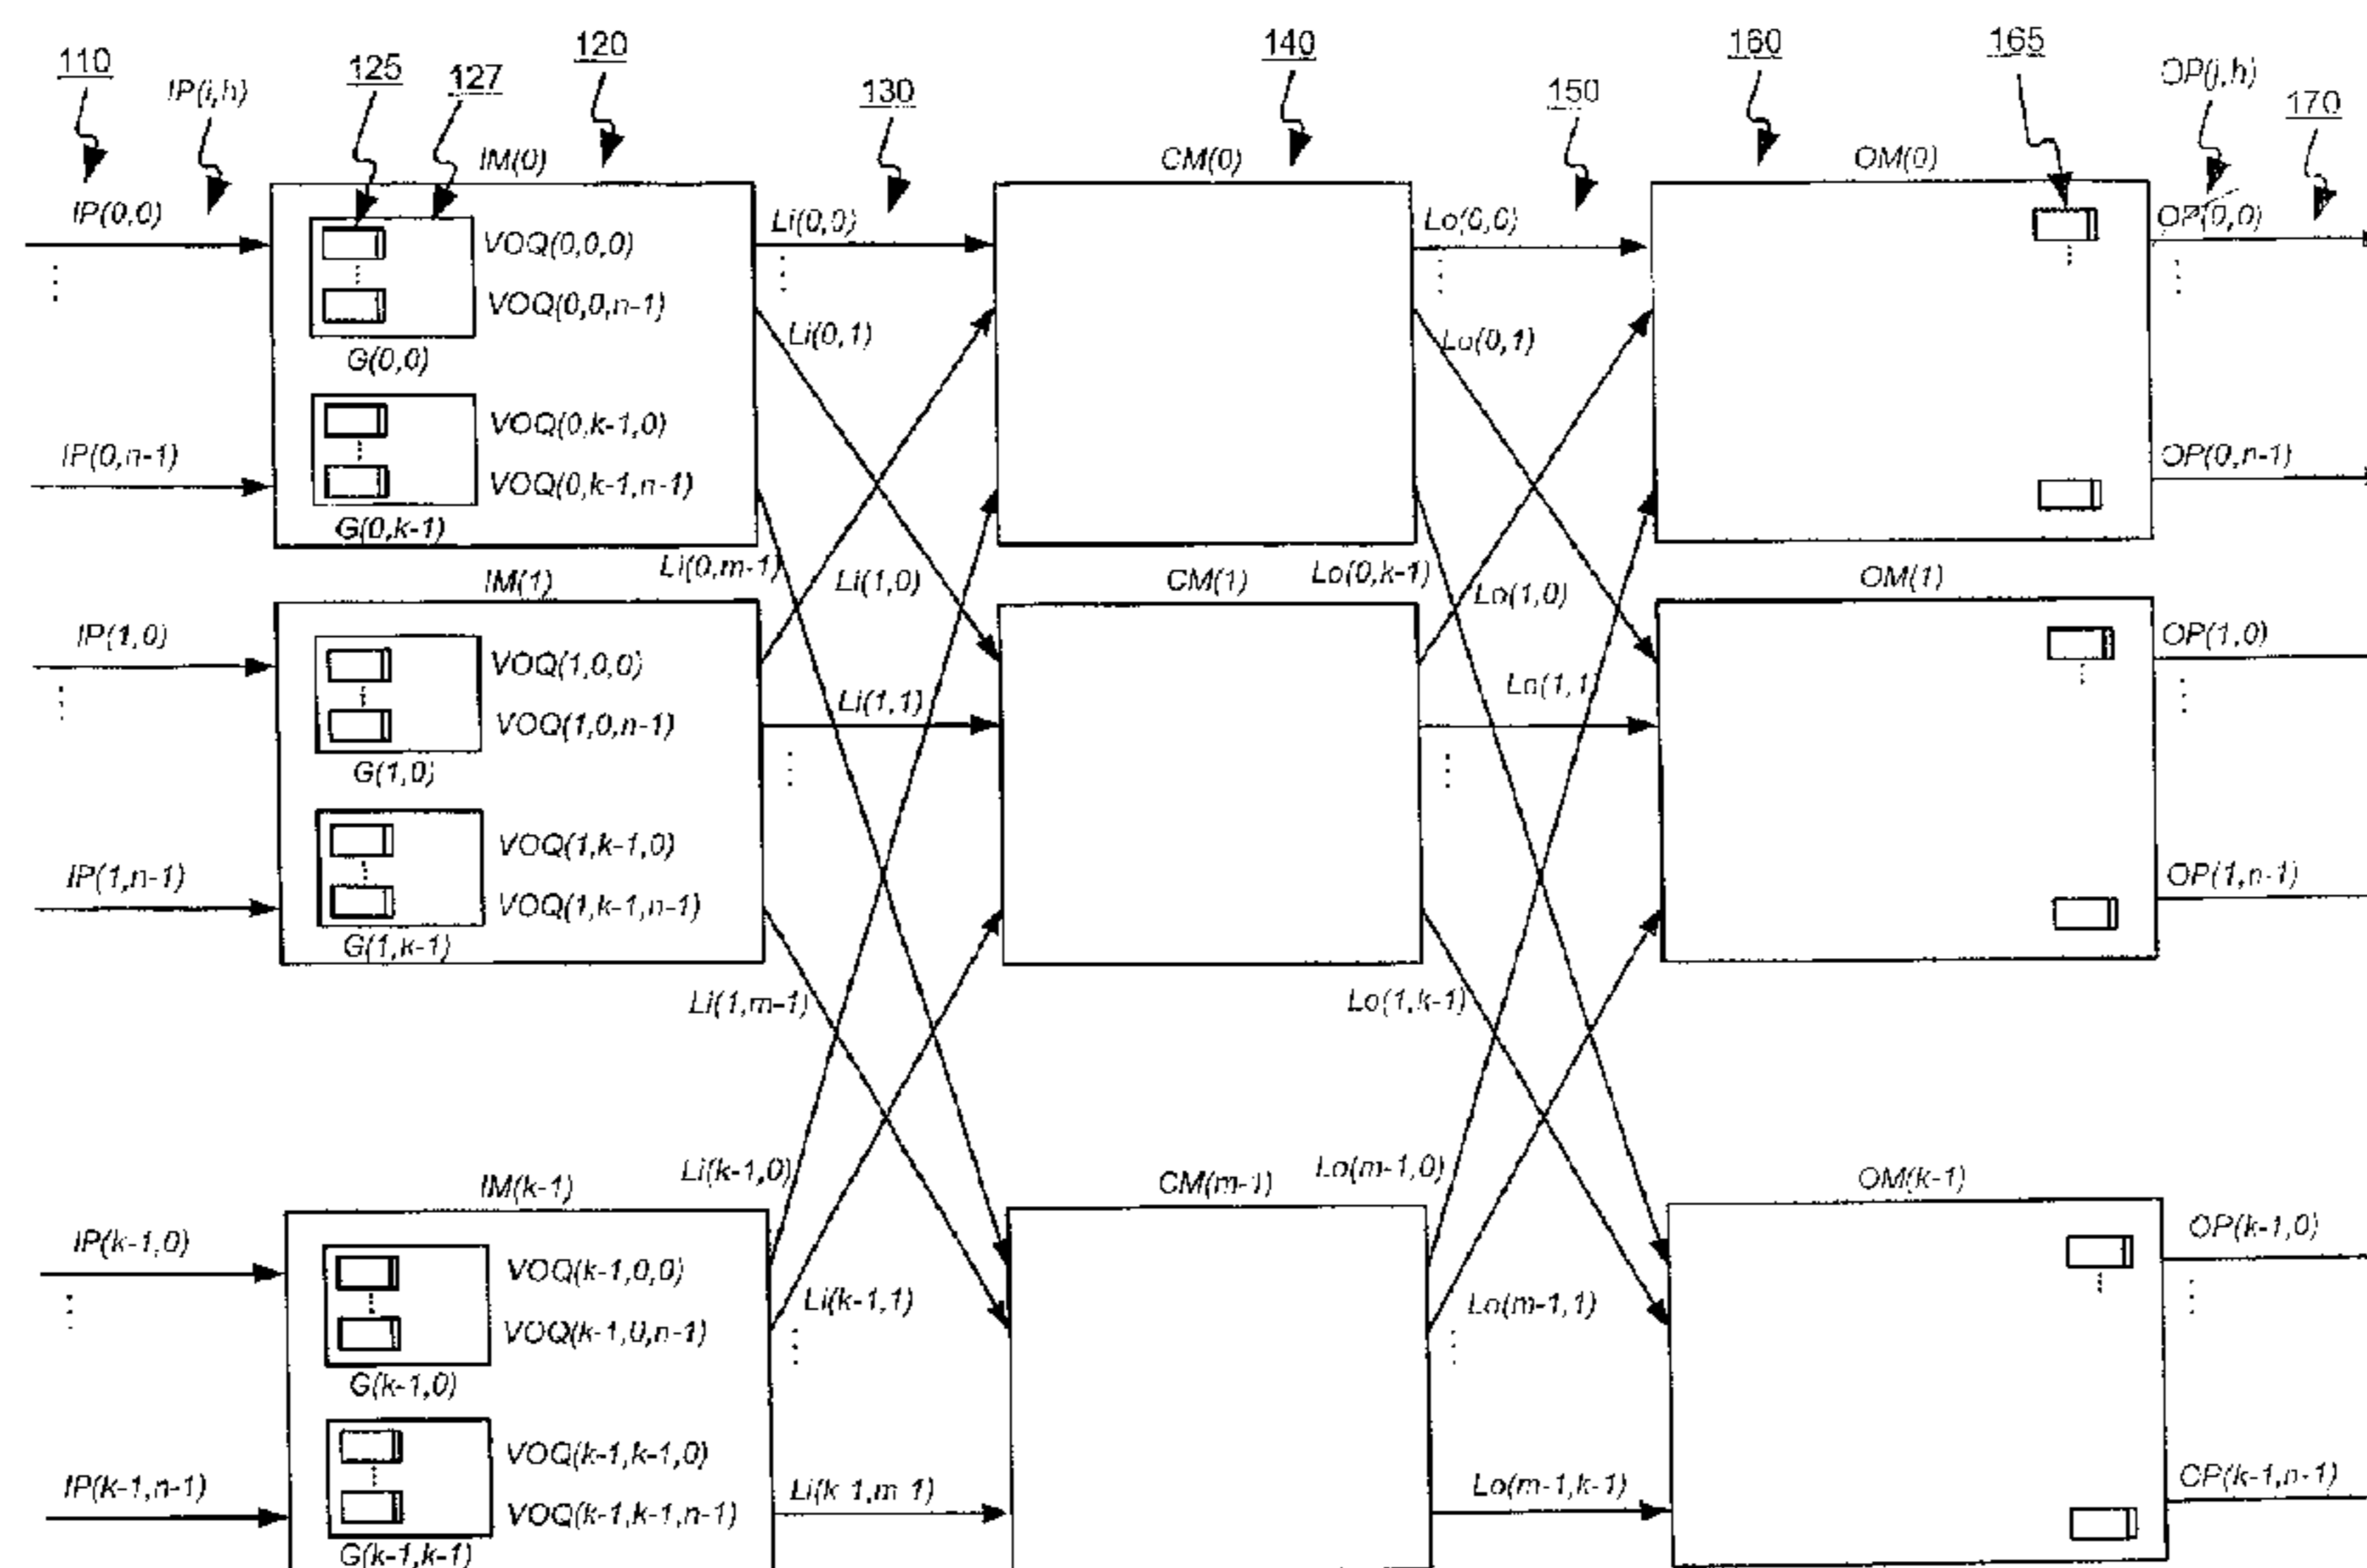 110
IP(i,h)
125
127
120
130
140
150
160
165
OP(j,h)
170
IM(0)
CM(0)
OM(0)
IP(0,0)
VOQ(0,0,0)
VOQ(0,0,n-1)
G(0,0)
VOQ(0,k-1,0)
VOQ(0,k-1,n-1)
G(0,k-1)
IP(0,n-1)
Li(0,0)
Li(0,1)
Li(0,m-1)
Lo(0,0)
Lo(0,1)
Lo(0,k-1)
OP(0,0)
OP(0,n-1)
IM(1)
CM(1)
OM(1)
IP(1,0)
VOQ(1,0,0)
VOQ(1,0,n-1)
G(1,0)
VOQ(1,k-1,0)
VOQ(1,k-1,n-1)
G(1,k-1)
IP(1,n-1)
Li(1,0)
Li(1,1)
Li(1,m-1)
Lo(1,0)
Lo(1,1)
Lo(1,k-1)
OP(1,0)
OP(1,n-1)
IM(k-1)
CM(m-1)
OM(k-1)
IP(k-1,0)
VOQ(k-1,0,0)
VOQ(k-1,0,n-1)
G(k-1,0)
VOQ(k-1,k-1,0)
VOQ(k-1,k-1,n-1)
G(k-1,k-1)
IP(k-1,n-1)
Li(k-1,0)
Li(k-1,1)
Li(k-1,m-1)
Lo(m-1,0)
Lo(m-1,1)
Lo(m-1,k-1)
OP(k-1,0)
OP(k-1,n-1)